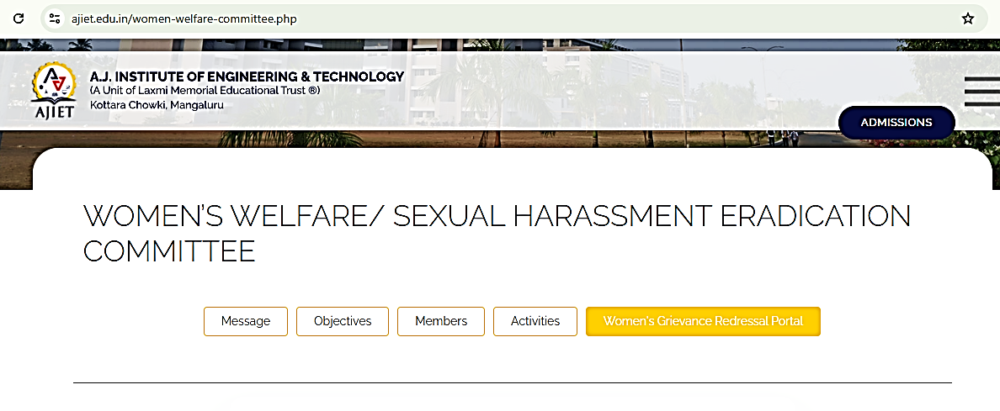 ajiet.edu.in/women-welfare-committee.php
A.J. INSTITUTE OF ENGINEERING & TECHNOLOGY
(A Unit of Laxmi Memorial Educational Trust ®)
Kottara Chowki, Mangaluru
AJIET
ADMISSIONS
WOMEN’S WELFARE/ SEXUAL HARASSMENT ERADICATION
COMMITTEE
Message Objectives Members Activities Women's Grievance Redressal Portal